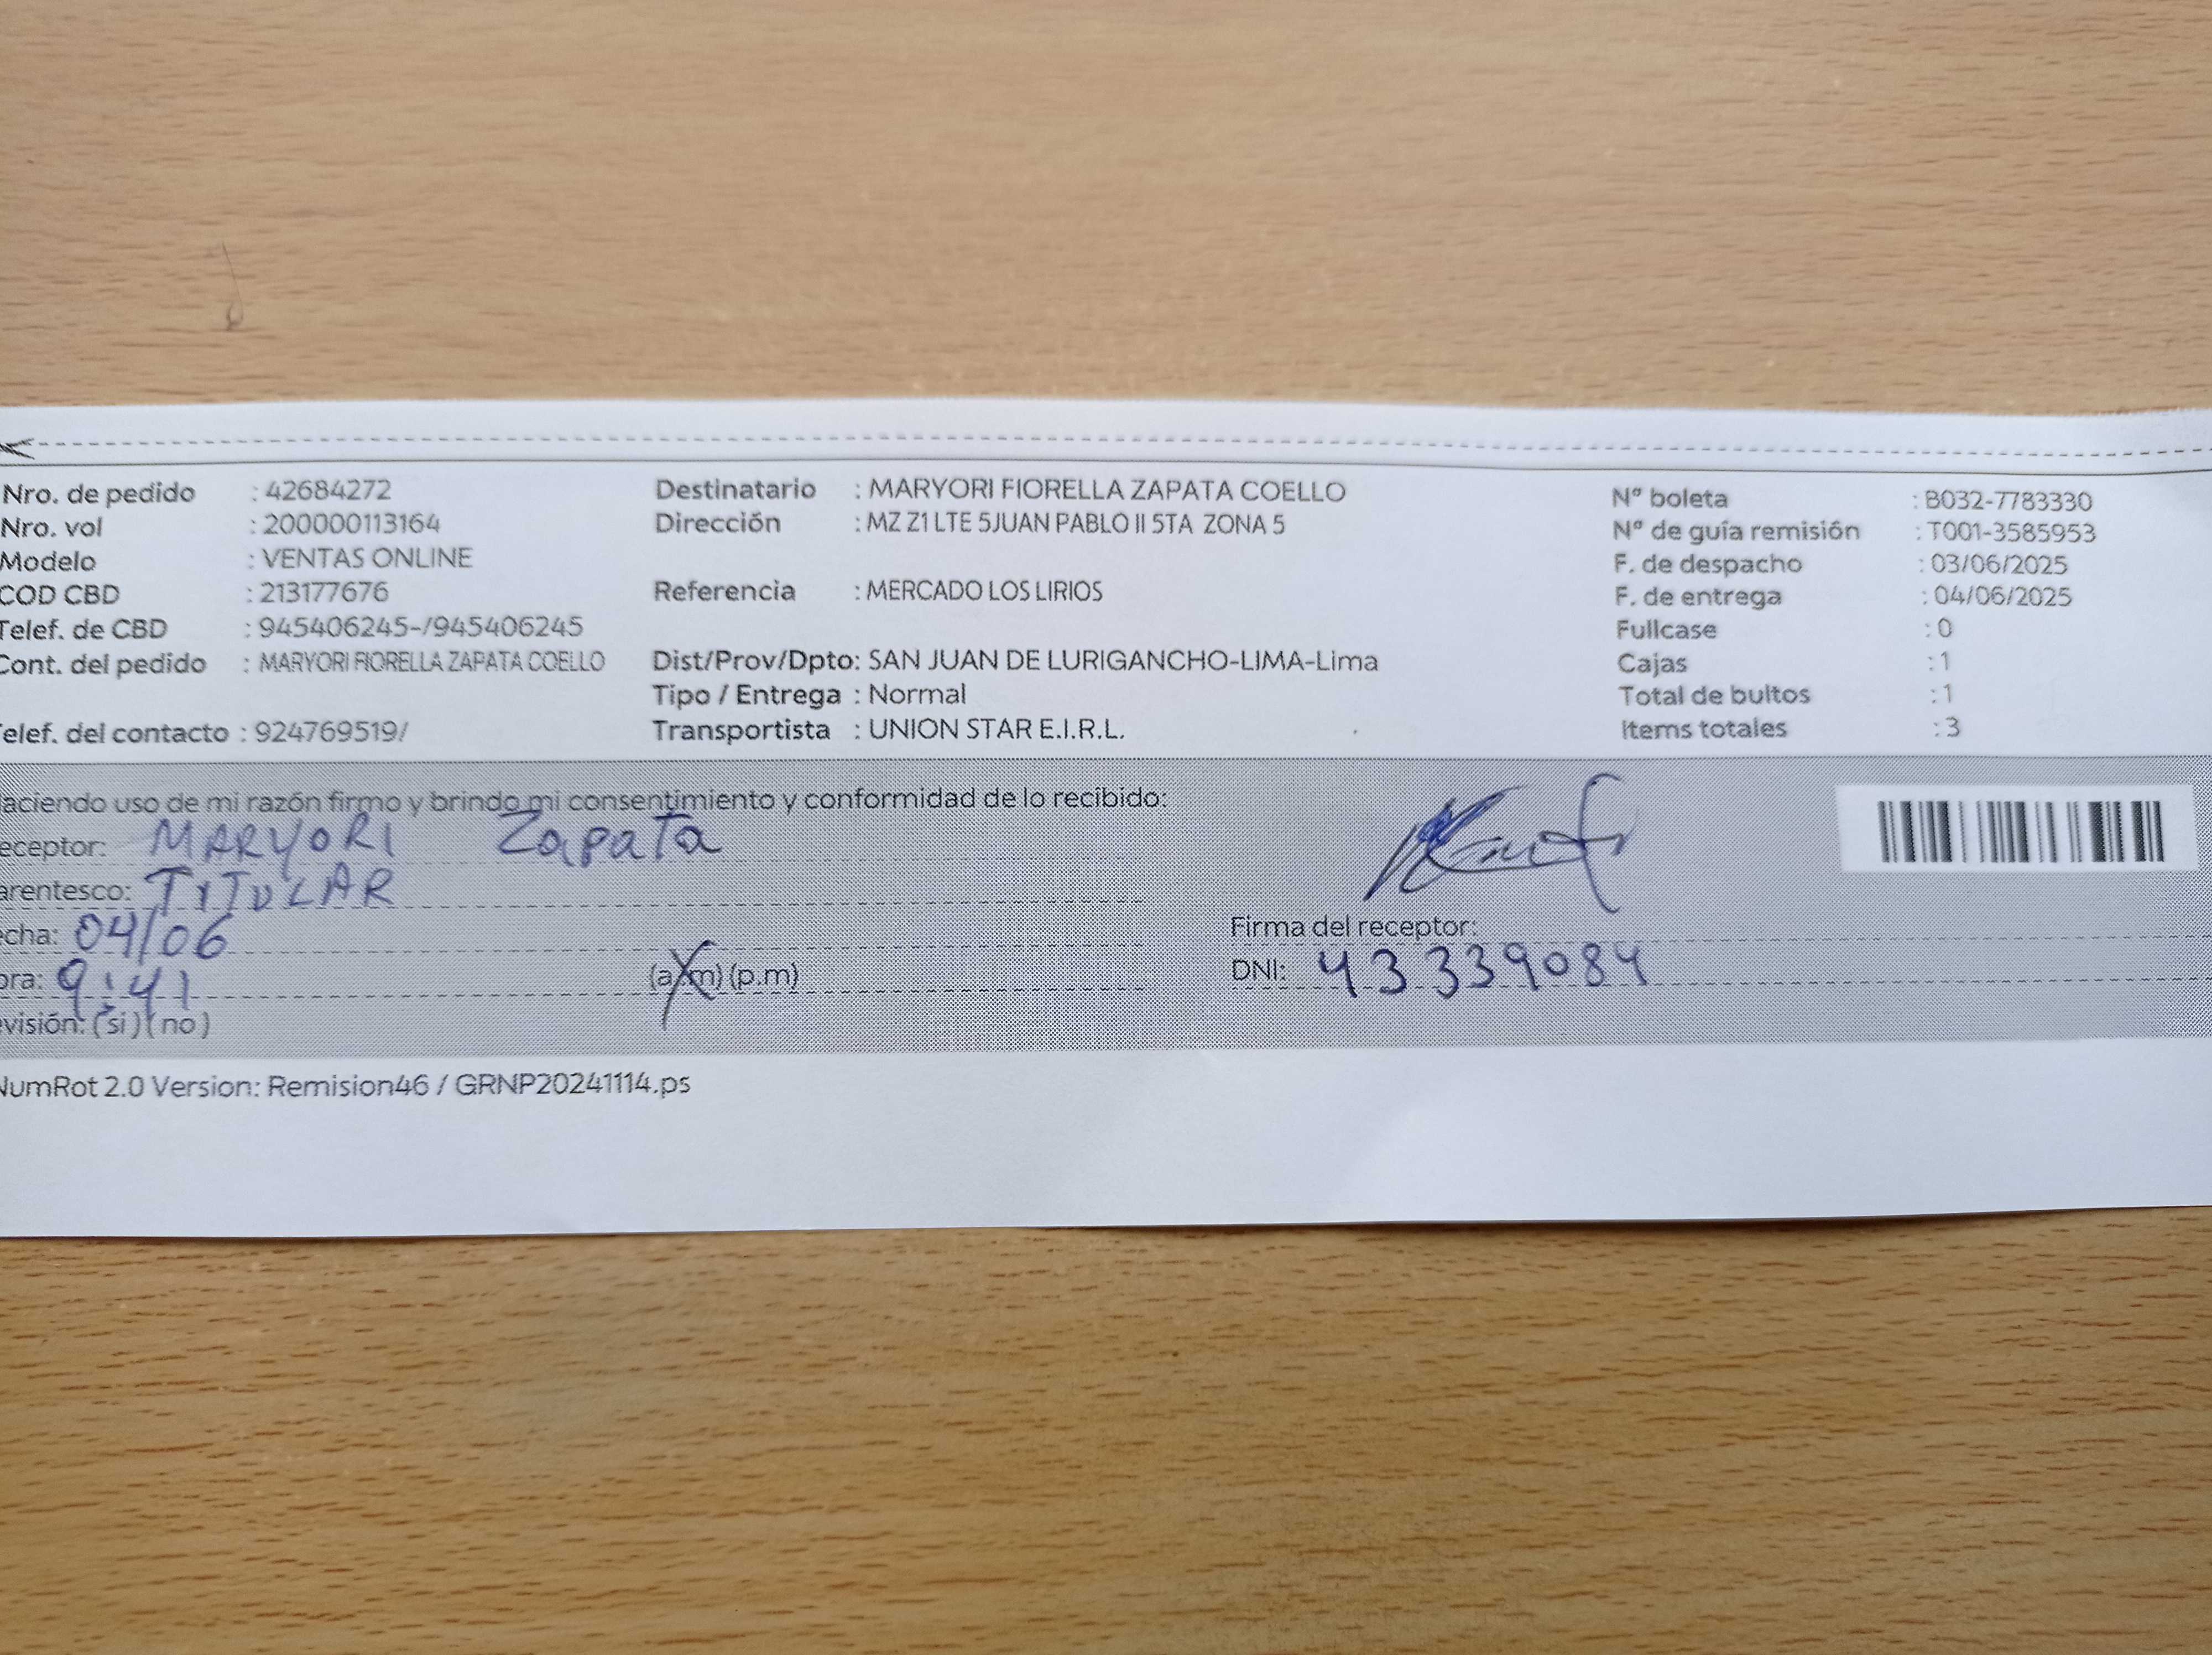 Nro. de pedido : 42684272 Destinatario : MARYORI FIORELLA ZAPATA COELLO Nº boleta : B032-7783330
Nro. vol : 200000113164 Dirección : MZ Z1 LTE 5JUAN PABLO II 5TA ZONA 5 Nº de guía remisión : T001-3585953
Modelo : VENTAS ONLINE F. de despacho : 03/06/2025
COD CBD : 213177676 Referencia : MERCADO LOS LIRIOS F. de entrega : 04/06/2025
Telef. de CBD : 945406245-/945406245 Fullcase : 0
Cont. del pedido : MARYORI FIORELLA ZAPATA COELLO Dist/Prov/Dpto: SAN JUAN DE LURIGANCHO-LIMA-Lima Cajas : 1
Tipo / Entrega : Normal Total de bultos : 1
elef. del contacto : 924769519/ Transportista : UNION STAR E.I.R.L. Items totales : 3
aciendo uso de mi razón firmo y brindo mi consentimiento y conformidad de lo recibido:
eceptor: MARYORI Zapata
arentesco: TITULAR
echa: 04/06 Firma del receptor:
ora: 9:41 (a.m) (p.m) DNI: 43339084
evisión: (si) (no)
NumRot 2.0 Version: Remision46 / GRNP20241114.ps